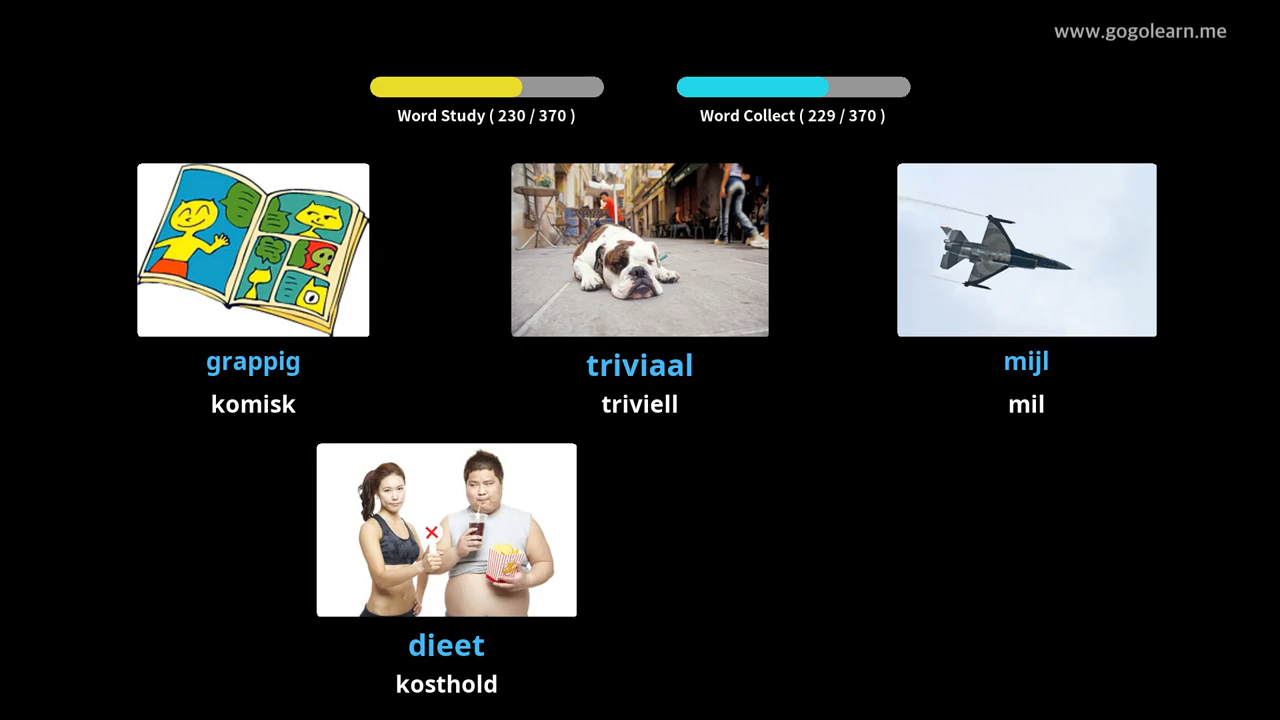 www.gogolearn.me
Word Study ( 230 / 370 )
Word Collect ( 229 / 370 )
grappig
komisk
triviaal
triviell
mijl
mil
dieet
kosthold